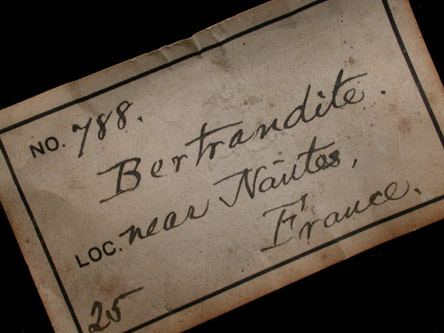 NO. 788.
Bertrandite.
LOC. near Nantes,
France.
25